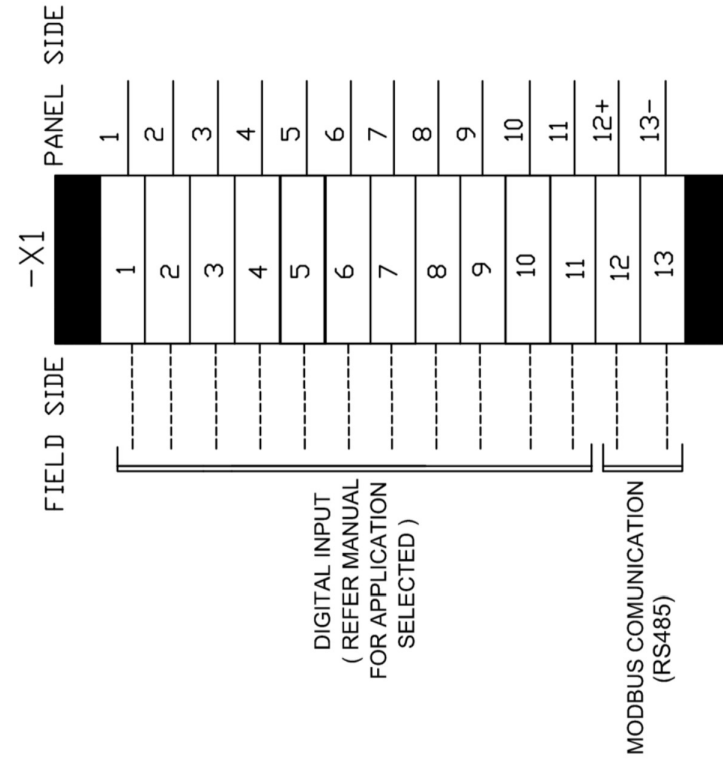 -X1
FIELD SIDE
PANEL SIDE
1
2
3
4
5
6
7
8
9
10
11
12+
13-
1
2
3
4
5
6
7
8
9
10
11
12
13
DIGITAL INPUT
( REFER MANUAL
FOR APPLICATION
SELECTED )
MODBUS COMUNICATION
(RS485)